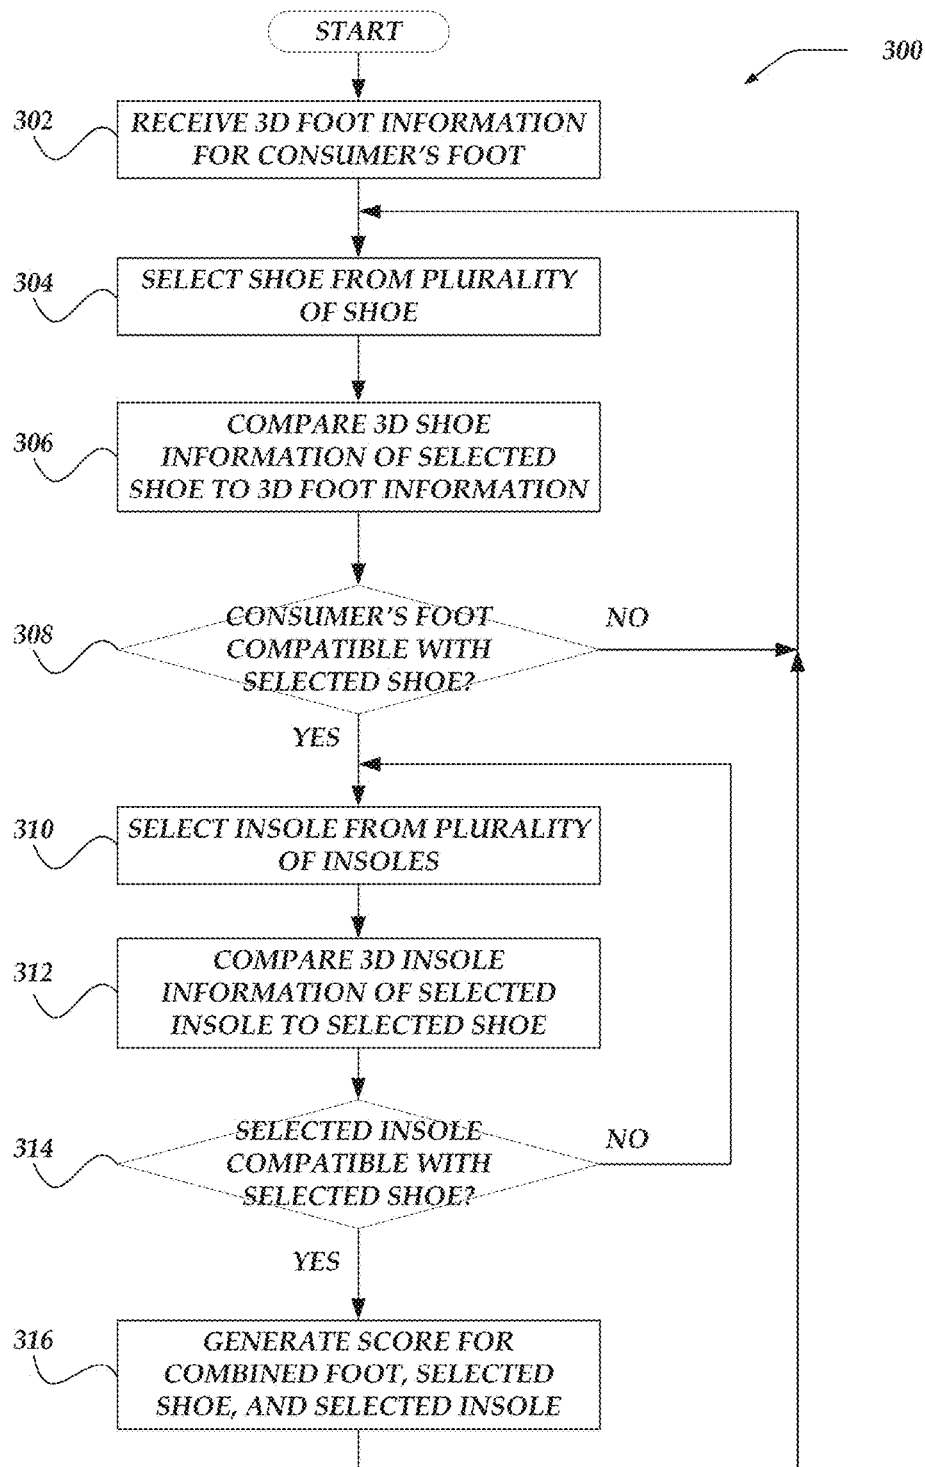 START
300
302
RECEIVE 3D FOOT INFORMATION
FOR CONSUMER'S FOOT
304
SELECT SHOE FROM PLURALITY
OF SHOE
306
COMPARE 3D SHOE
INFORMATION OF SELECTED
SHOE TO 3D FOOT INFORMATION
308
CONSUMER'S FOOT
COMPATIBLE WITH
SELECTED SHOE?
NO
YES
310
SELECT INSOLE FROM PLURALITY
OF INSOLES
312
COMPARE 3D INSOLE
INFORMATION OF SELECTED
INSOLE TO SELECTED SHOE
314
SELECTED INSOLE
COMPATIBLE WITH
SELECTED SHOE?
NO
YES
316
GENERATE SCORE FOR
COMBINED FOOT, SELECTED
SHOE, AND SELECTED INSOLE